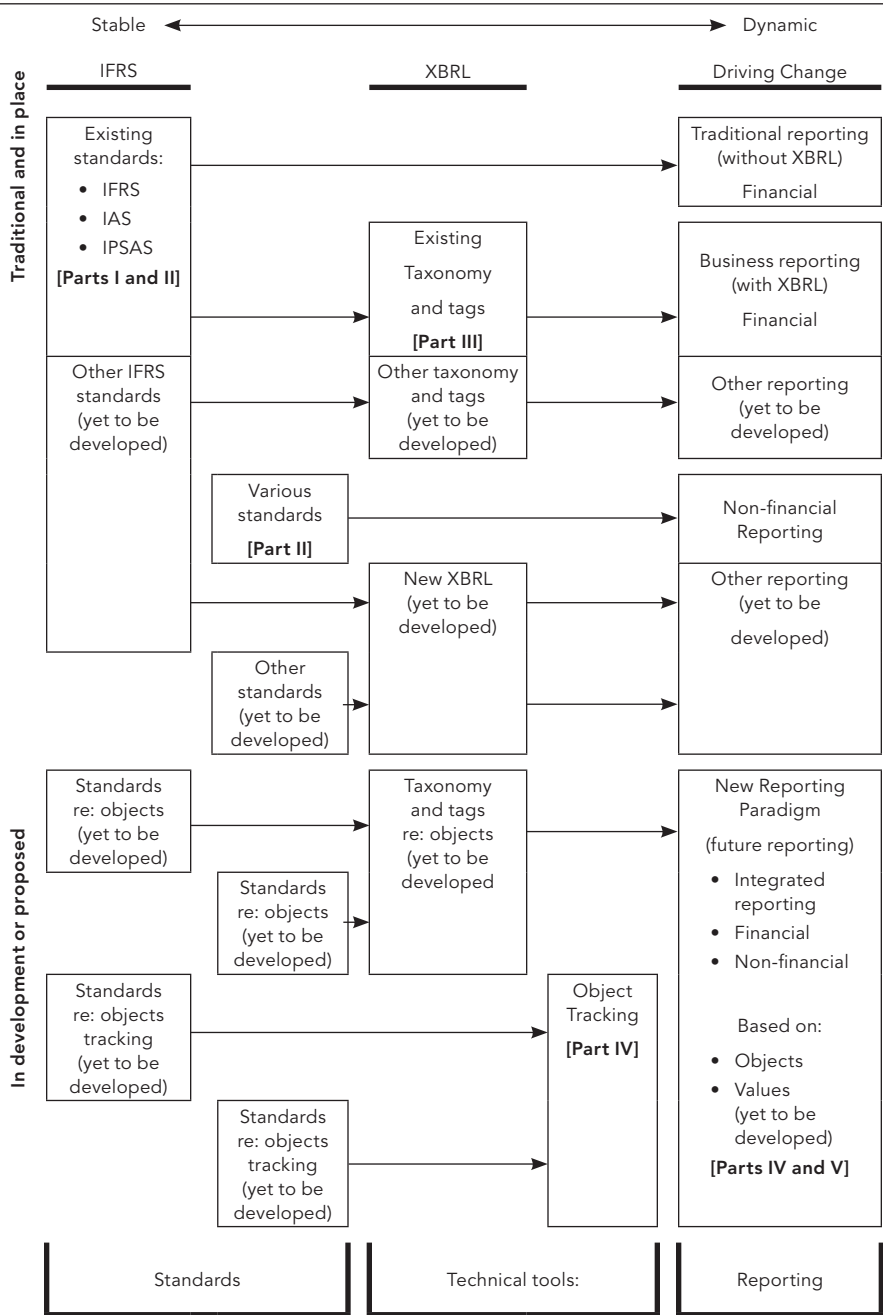 Stable Dynamic
IFRS XBRL Driving Change
Traditional and in place
Existing
standards:
• IFRS
• IAS
• IPSAS
[Parts I and II]
Traditional reporting
(without XBRL)
Financial
Existing
Taxonomy
and tags
[Part III]
Business reporting
(with XBRL)
Financial
Other IFRS
standards
(yet to be
developed)
Other taxonomy
and tags
(yet to be
developed)
Other reporting
(yet to be
developed)
Various
standards
[Part II]
Non-financial
Reporting
New XBRL
(yet to be
developed)
Other reporting
(yet to be
developed)
Other
standards
(yet to be
developed)
In development or proposed
Standards
re: objects
(yet to be
developed)
Taxonomy
and tags
re: objects
(yet to be
developed
New Reporting
Paradigm
(future reporting)
• Integrated
reporting
• Financial
• Non-financial
Based on:
• Objects
• Values
(yet to be
developed)
[Parts IV and V]
Standards
re: objects
(yet to be
developed)
Standards
re: objects
tracking
(yet to be
developed)
Object
Tracking
[Part IV]
Standards
re: objects
tracking
(yet to be
developed)
Standards Technical tools: Reporting